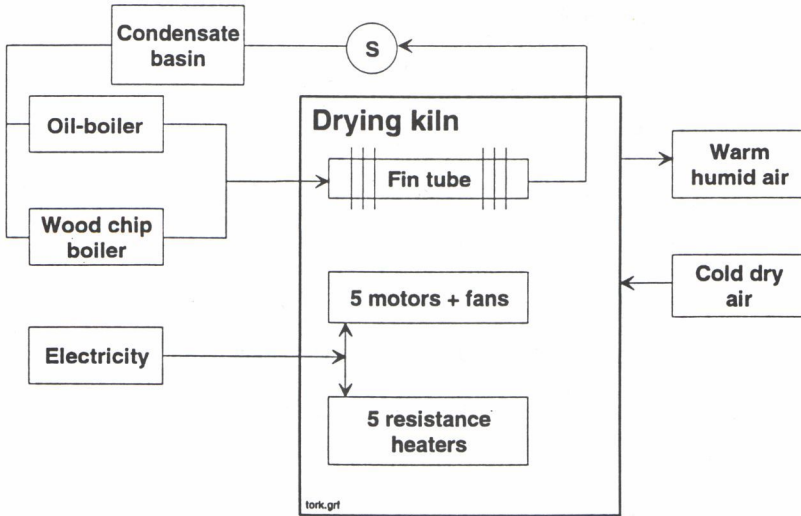 Condensate
basin
S
Oil-boiler
Drying kiln
Fin tube
Warm
humid air
Wood chip
boiler
Cold dry
air
5 motors + fans
Electricity
5 resistance
heaters
tork.grf